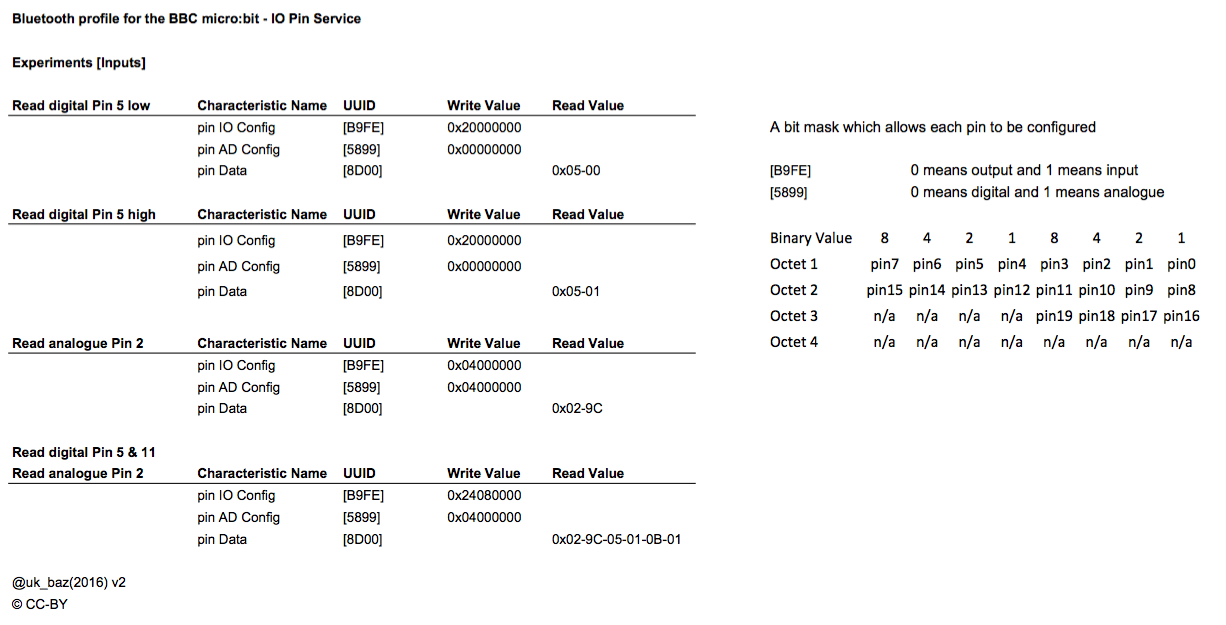 Bluetooth profile for the BBC micro:bit - IO Pin Service
Experiments [Inputs]
Read digital Pin 5 low Characteristic Name UUID Write Value Read Value
pin IO Config [B9FE] 0x20000000
pin AD Config [5899] 0x00000000
pin Data [8D00] 0x05-00
Read digital Pin 5 high Characteristic Name UUID Write Value Read Value
pin IO Config [B9FE] 0x20000000
pin AD Config [5899] 0x00000000
pin Data [8D00] 0x05-01
Read analogue Pin 2 Characteristic Name UUID Write Value Read Value
pin IO Config [B9FE] 0x04000000
pin AD Config [5899] 0x04000000
pin Data [8D00] 0x02-9C
Read digital Pin 5 & 11
Read analogue Pin 2 Characteristic Name UUID Write Value Read Value
pin IO Config [B9FE] 0x24080000
pin AD Config [5899] 0x04000000
pin Data [8D00] 0x02-9C-05-01-0B-01
@uk_baz(2016) v2
© CC-BY
A bit mask which allows each pin to be configured
[B9FE] 0 means output and 1 means input
[5899] 0 means digital and 1 means analogue
Binary Value 8 4 2 1 8 4 2 1
Octet 1 pin7 pin6 pin5 pin4 pin3 pin2 pin1 pin0
Octet 2 pin15 pin14 pin13 pin12 pin11 pin10 pin9 pin8
Octet 3 n/a n/a n/a n/a pin19 pin18 pin17 pin16
Octet 4 n/a n/a n/a n/a n/a n/a n/a n/a